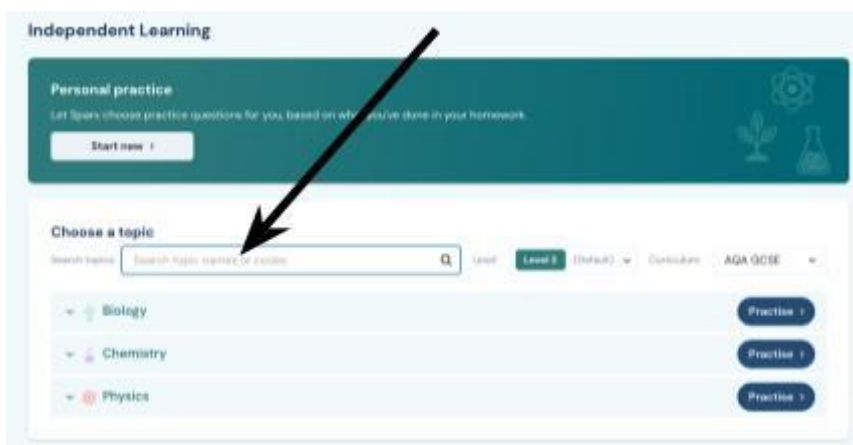 Independent Learning
Personal practice
Let Sparx choose practice questions for you, based on what you've done in your homework.
Start new
Choose a topic
Search topics Search topic names or codes Level Level 3 (Default) Curriculum AQA GCSE
Biology Practise
Chemistry Practise
Physics Practise